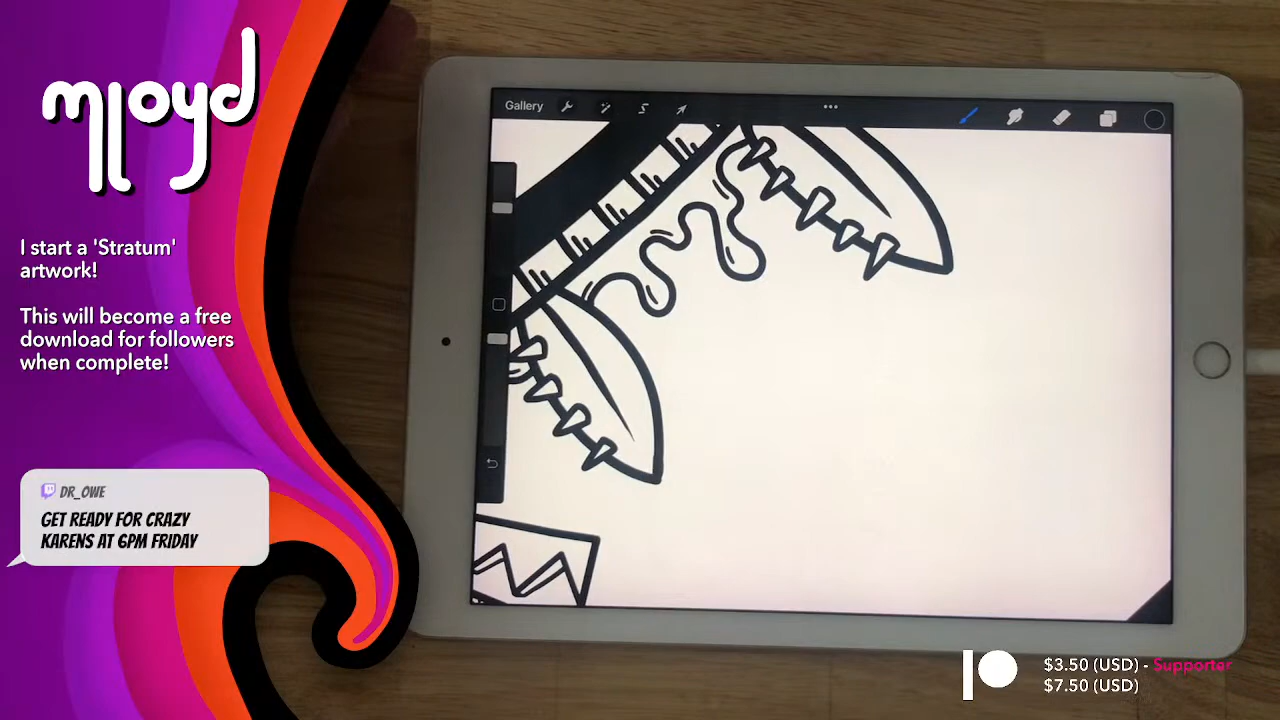 mloyd
I start a 'Stratum'
artwork!
This will become a free
download for followers
when complete!
DR_OWE
GET READY FOR CRAZY
KARENS AT 6PM FRIDAY
Gallery
$3.50 (USD) - Supporter
$7.50 (USD)